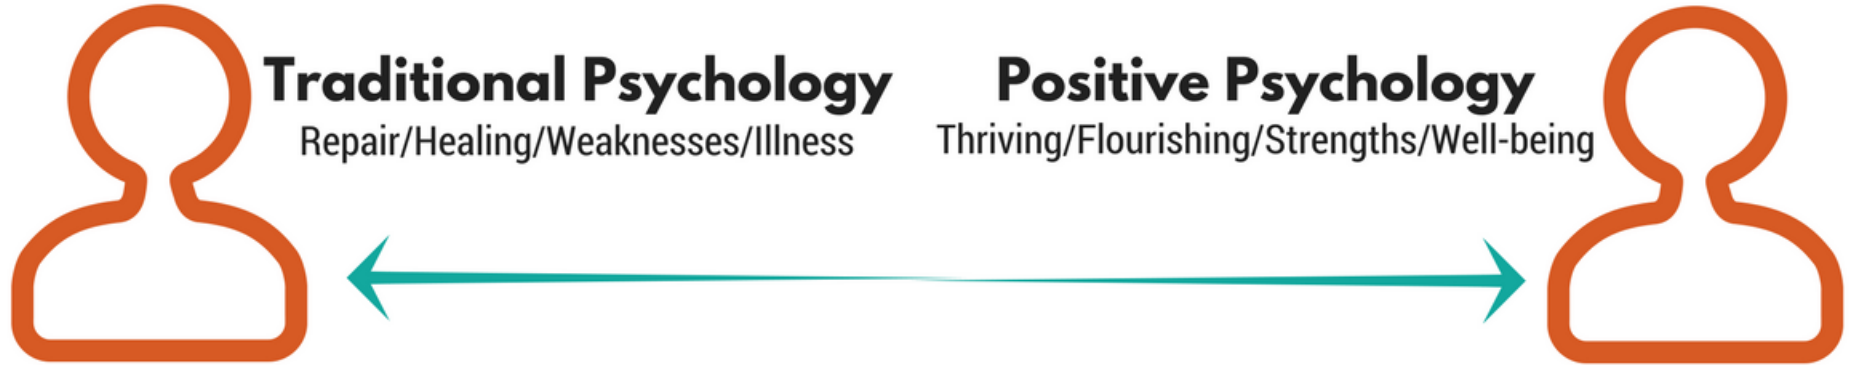 Traditional Psychology
Repair/Healing/Weaknesses/Illness
Positive Psychology
Thriving/Flourishing/Strengths/Well-being